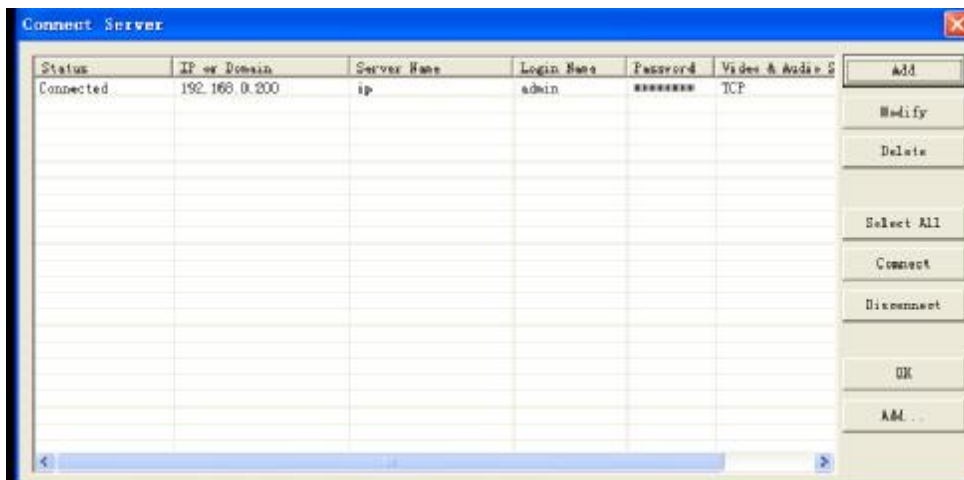 Connect Server
Status IP or Domain Server Name Login Name Password Video & Audio S
Connected 192.168.0.200 ip admin ********
TCP
Add
Modify
Delete
Select All
Connect
Disconnect
OK
Add...